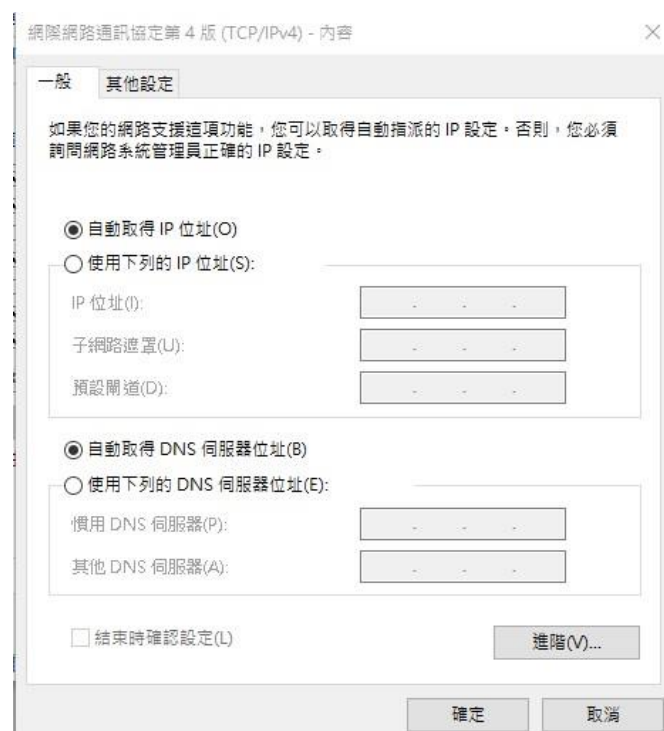 網際網路通訊協定第 4 版 (TCP/IPv4) - 內容
一般
其他設定
如果您的網路支援這項功能，您可以取得自動指派的 IP 設定。否則，您必須
詢問網路系統管理員正確的 IP 設定。
自動取得 IP 位址(O)
使用下列的 IP 位址(S):
IP 位址(I):
子網路遮罩(U):
預設閘道(D):
自動取得 DNS 伺服器位址(B)
使用下列的 DNS 伺服器位址(E):
慣用 DNS 伺服器(P):
其他 DNS 伺服器(A):
結束時確認設定(L)
進階(V)...
確定
取消